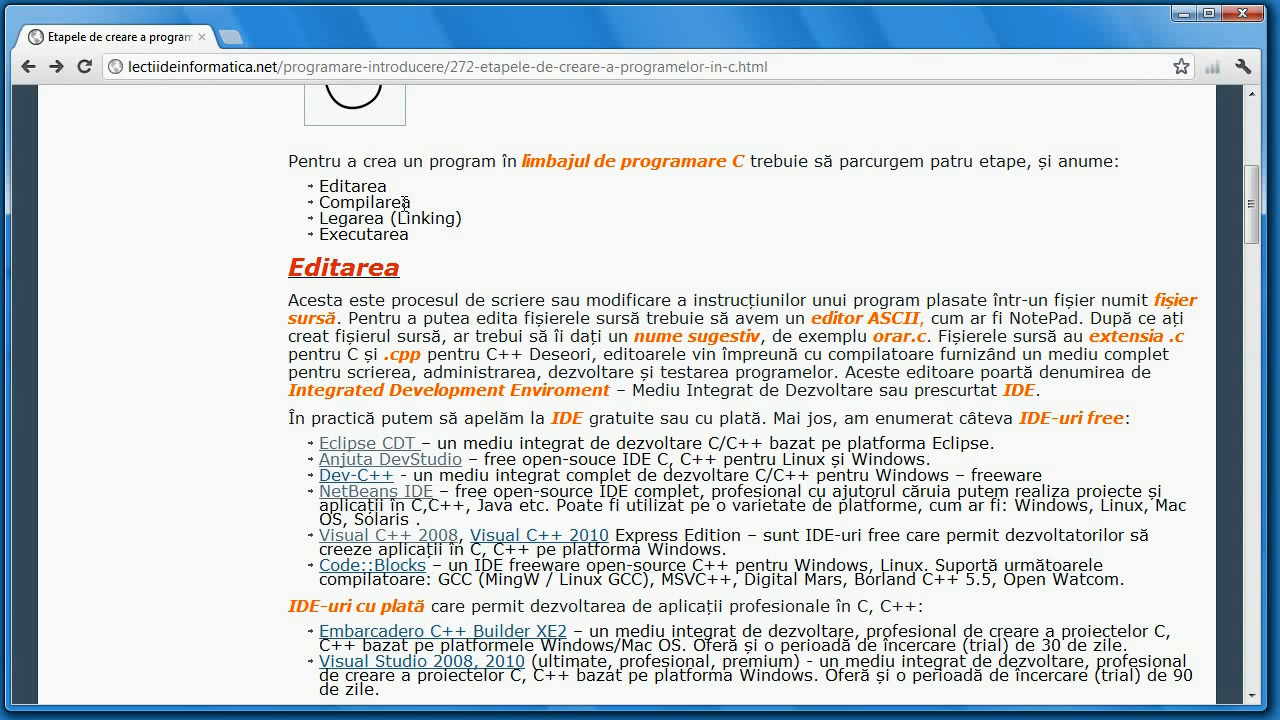 Etapele de creare a program
lectiideinformatica.net/programare-introducere/272-etapele-de-creare-a-programelor-in-c.html
Pentru a crea un program în limbajul de programare C trebuie să parcurgem patru etape, și anume:
Editarea
Compilarea
Legarea (Linking)
Executarea
Editarea
Acesta este procesul de scriere sau modificare a instrucțiunilor unui program plasate într-un fișier numit fișier
sursă. Pentru a putea edita fișierele sursă trebuie să avem un editor ASCII, cum ar fi NotePad. După ce ați
creat fișierul sursă, ar trebui să îi dați un nume sugestiv, de exemplu orar.c. Fișierele sursă au extensia .c
pentru C și .cpp pentru C++ Deseori, editoarele vin împreună cu compilatoare furnizând un mediu complet
pentru scrierea, administrarea, dezvoltare și testarea programelor. Aceste editoare poartă denumirea de
Integrated Development Enviroment – Mediu Integrat de Dezvoltare sau prescurtat IDE.
În practică putem să apelăm la IDE gratuite sau cu plată. Mai jos, am enumerat câteva IDE-uri free:
Eclipse CDT – un mediu integrat de dezvoltare C/C++ bazat pe platforma Eclipse.
Anjuta DevStudio – free open-souce IDE C, C++ pentru Linux și Windows.
Dev-C++ - un mediu integrat complet de dezvoltare C/C++ pentru Windows – freeware
NetBeans IDE – free open-source IDE complet, profesional cu ajutorul căruia putem realiza proiecte și
aplicații în C,C++, Java etc. Poate fi utilizat pe o varietate de platforme, cum ar fi: Windows, Linux, Mac
OS, Solaris .
Visual C++ 2008, Visual C++ 2010 Express Edition – sunt IDE-uri free care permit dezvoltatorilor să
creeze aplicații în C, C++ pe platforma Windows.
Code::Blocks – un IDE freeware open-source C++ pentru Windows, Linux. Suportă următoarele
compilatoare: GCC (MingW / Linux GCC), MSVC++, Digital Mars, Borland C++ 5.5, Open Watcom.
IDE-uri cu plată care permit dezvoltarea de aplicații profesionale în C, C++:
Embarcadero C++ Builder XE2 – un mediu integrat de dezvoltare, profesional de creare a proiectelor C,
C++ bazat pe platformele Windows/Mac OS. Oferă și o perioadă de încercare (trial) de 30 de zile.
Visual Studio 2008, 2010 (ultimate, profesional, premium) - un mediu integrat de dezvoltare, profesional
de creare a proiectelor C, C++ bazat pe platforma Windows. Oferă și o perioadă de încercare (trial) de 90
de zile.